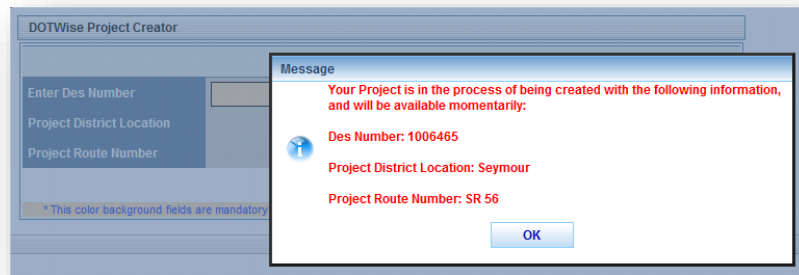 DOTWise Project Creator
Message
Your Project is in the process of being created with the following information,
and will be available momentarily:
Enter Des Number
Des Number: 1006465
Project District Location
Project District Location: Seymour
Project Route Number
Project Route Number: SR 56
* This color background fields are mandatory
OK